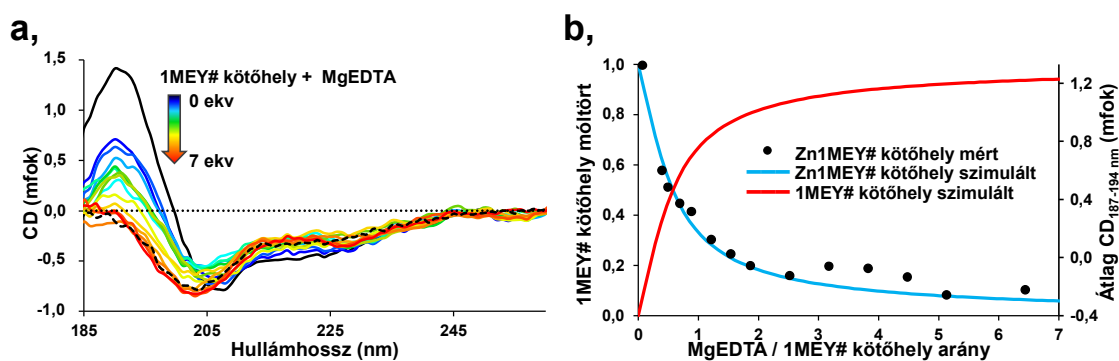 a,
1MEY# kötőhely + MgEDTA
0 ekv
7 ekv
CD (mfok)
1,5
1,0
0,5
0,0
-0,5
-1,0
185
205
225
245
Hullámhossz (nm)
b,
1MEY# kötőhely móltört
1,0
0,8
0,6
0,4
0,2
0,0
Zn1MEY# kötőhely mért
Zn1MEY# kötőhely szimulált
1MEY# kötőhely szimulált
1,2
0,8
0,4
0,0
-0,4
Átlag CD187-194 nm (mfok)
0
1
2
3
4
5
6
7
MgEDTA / 1MEY# kötőhely arány